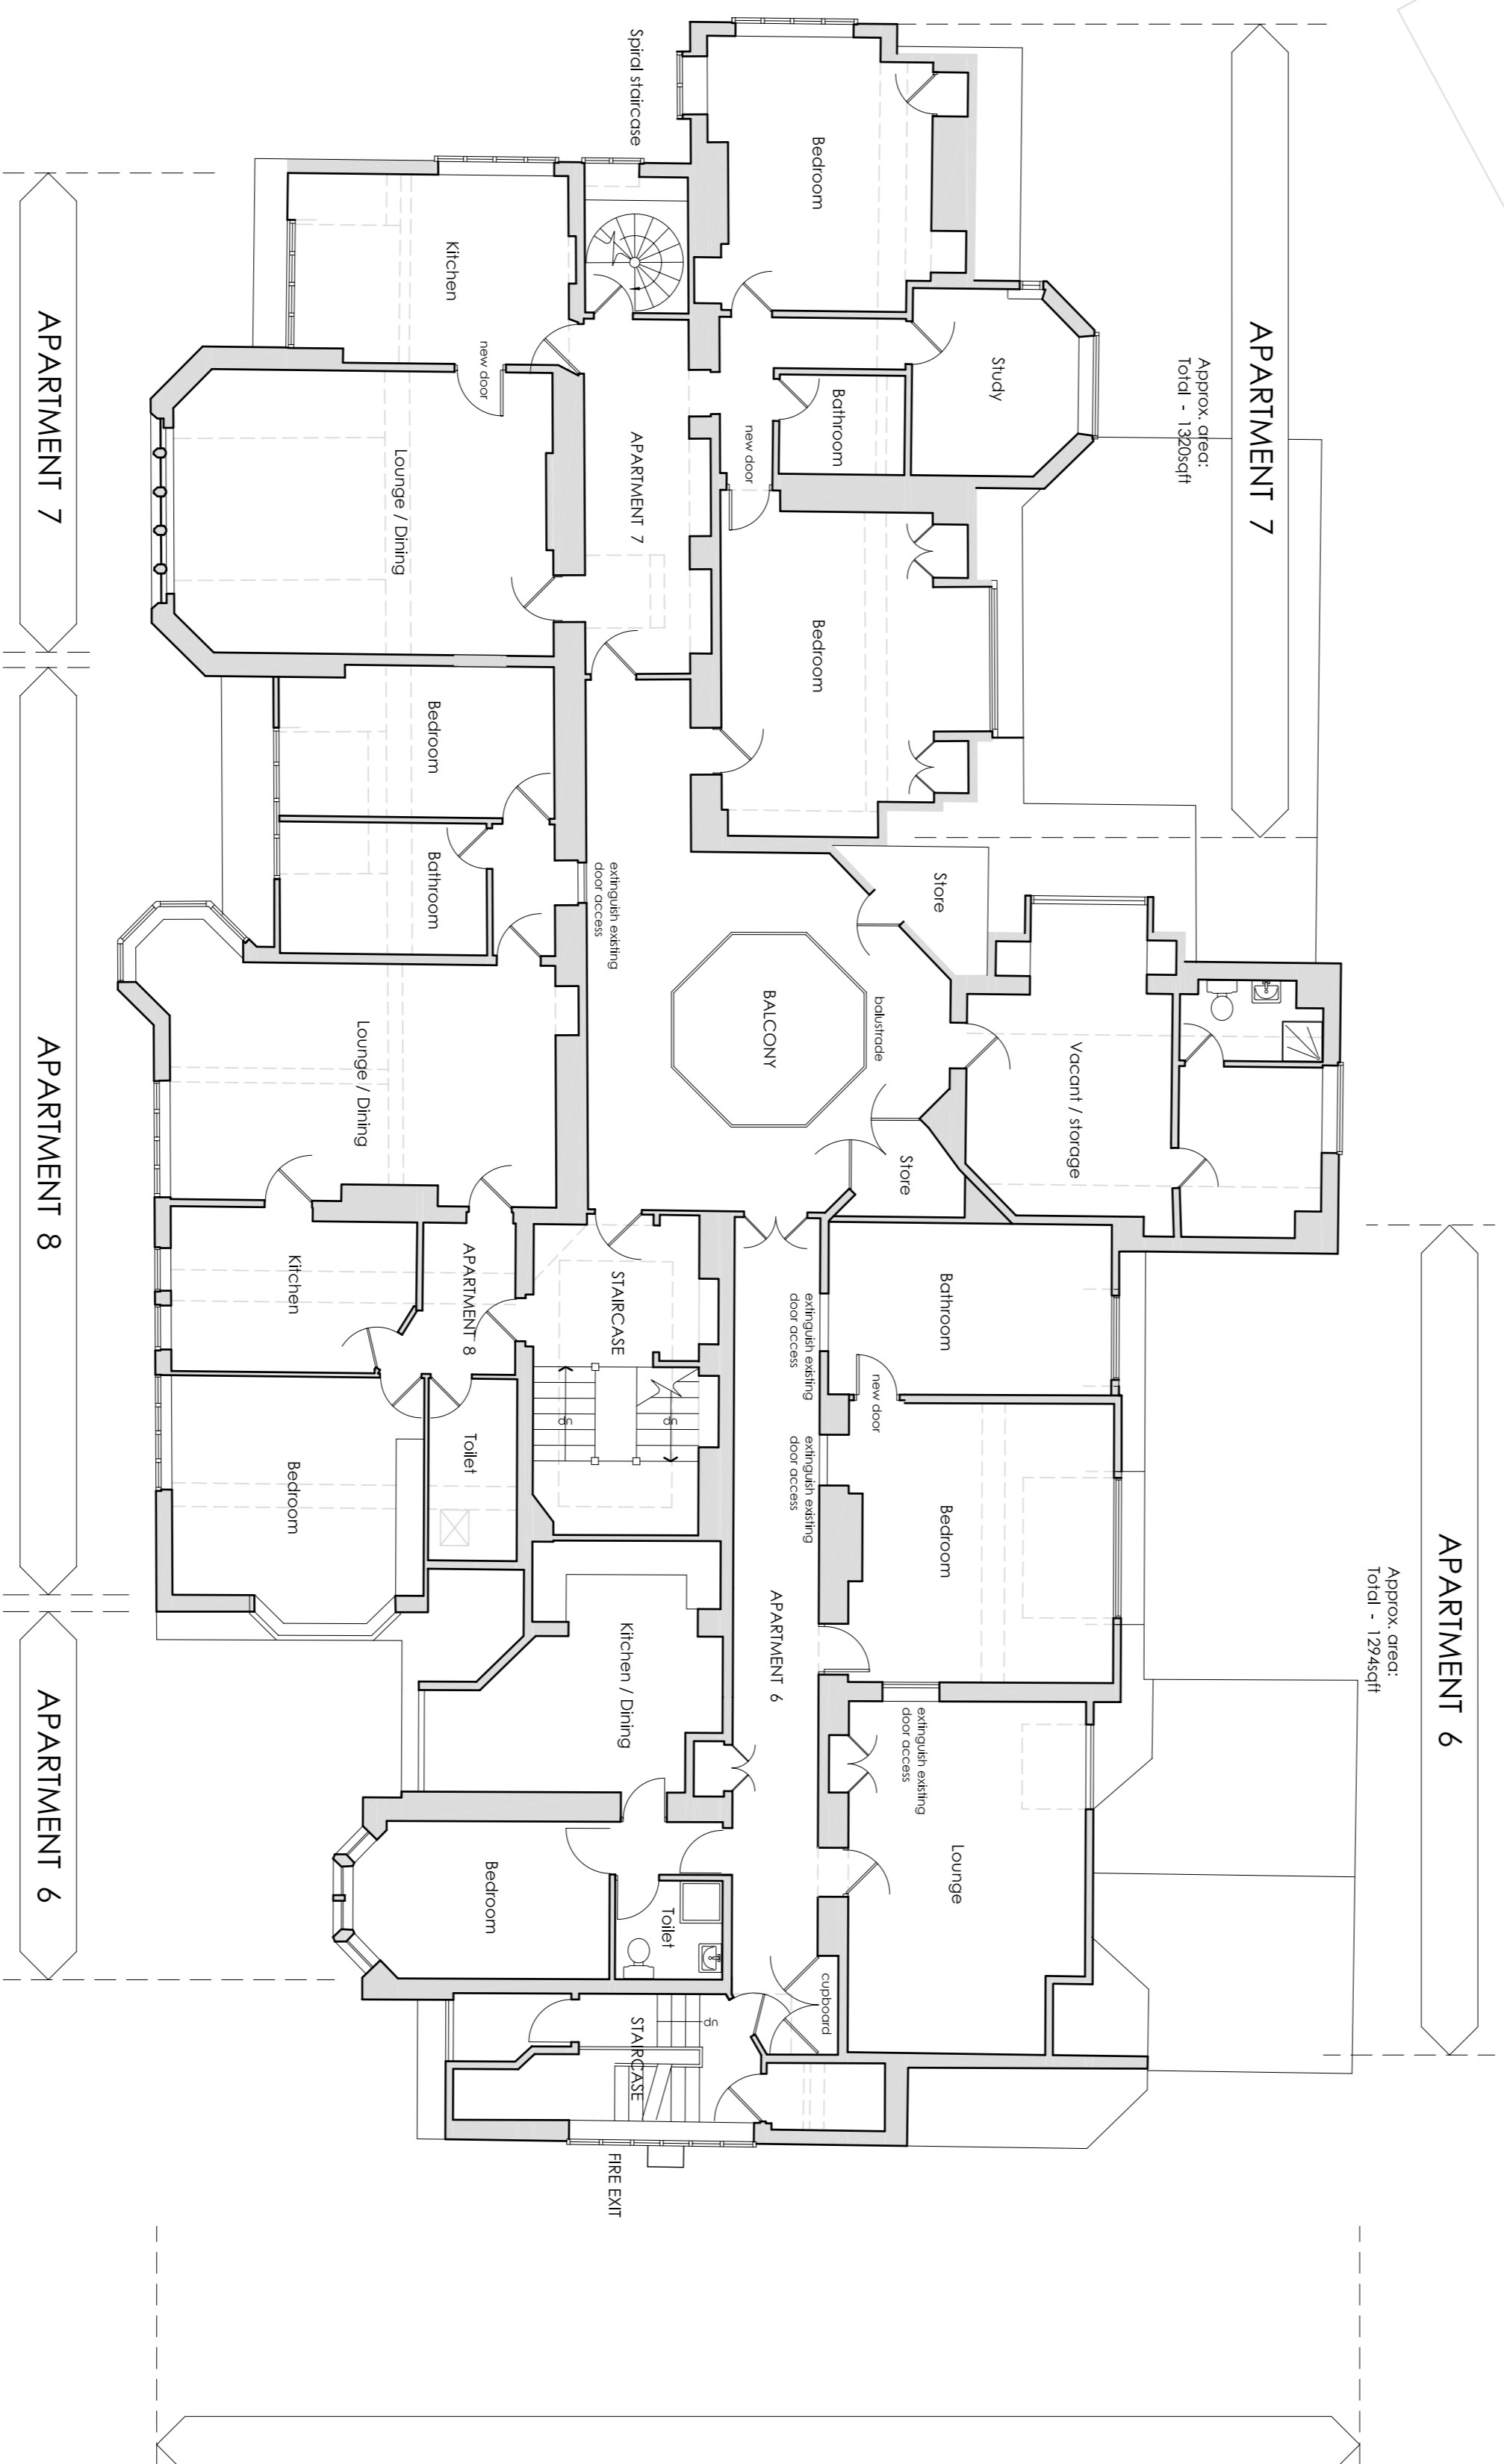 APARTMENT 6
Approx. area:
Total - 1294sqft
APARTMENT 7
Approx. area:
Total - 1320sqft
Vacant / storage
Study
Store
Bathroom
Bedroom
Lounge
extinguish existing
door access
Store
balustrade
new door
Bathroom
Bedroom
Bedroom
cupboard
extinguish existing
door access
extinguish existing
door access
BALCONY
APARTMENT 6
new door
dn
dn
Toilet
APARTMENT 7
Spiral staircase
STAIRCASE
Kitchen / Dining
STAIRCASE
FIRE EXIT
extinguish existing
door access
dn
new door
Kitchen
APARTMENT 8
Toilet
Bedroom
Bedroom
Bathroom
Lounge / Dining
Lounge / Dining
Kitchen
Bedroom
APARTMENT 7
APARTMENT 8
APARTMENT 6